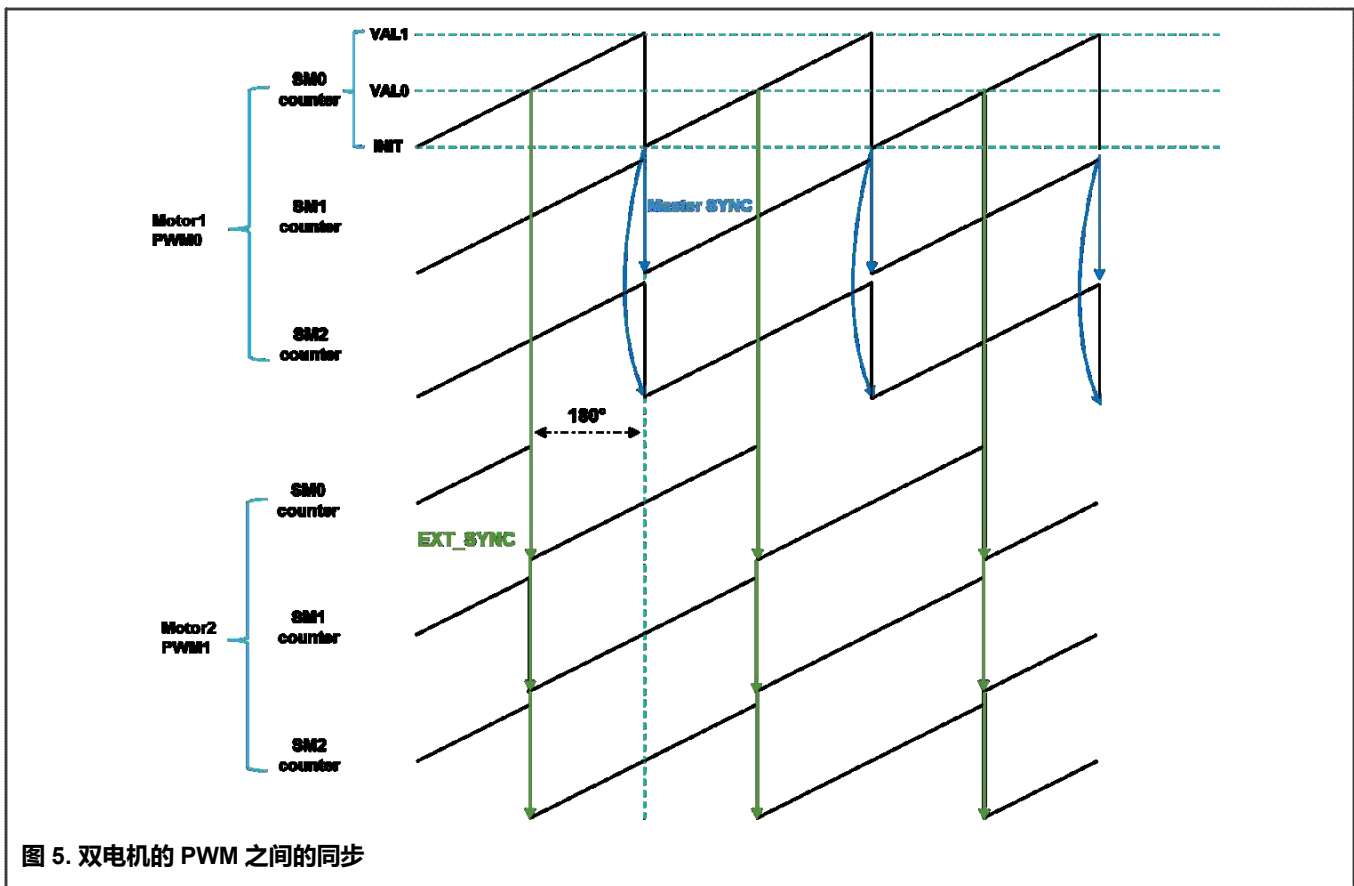 VAL1
SM0
counter
VAL0
INIT
Motor1
PWM0
SM1
counter
Master SYNC
SM2
counter
180°
SM0
counter
EXT_SYNC
Motor2
PWM1
SM1
counter
SM2
counter
图 5. 双电机的 PWM 之间的同步